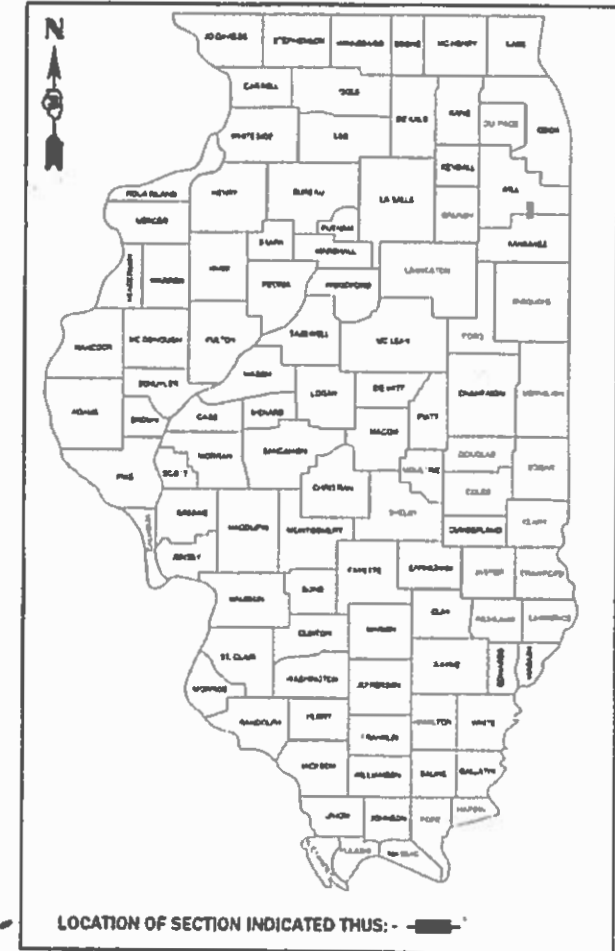 N
JO DAVIESS STEPHENSON WINNEBAGO BOONE MC HENRY LAKE
CARROLL OGLE
DE KALB KANE DU PAGE COOK
WHITESIDE LEE
KENDALL
ROCK ISLAND HENRY BUREAU LA SALLE GRUNDY WILL
MERCER PUTNAM
STARK MARSHALL KANKAKEE
HENDERSON WARREN KNOX LIVINGSTON
PEORIA WOODFORD IROQUOIS
HANCOCK MC DONOUGH FULTON TAZEWELL MC LEAN FORD
MASON
SCHUYLER LOGAN DE WITT CHAMPAIGN VERMILION
ADAMS BROWN CASS MENARD PIATT
MACON
MORGAN SANGAMON DOUGLAS
PIKE SCOTT MOULTRIE EDGAR
CHRISTIAN COLES
GREENE SHELBY
CALHOUN MACOUPIN MONTGOMERY CUMBERLAND CLARK
JERSEY
FAYETTE EFFINGHAM JASPER CRAWFORD
MADISON BOND
CLAY RICHLAND LAWRENCE
CLINTON MARION
ST. CLAIR WAYNE EDWARDS WABASH
WASHINGTON JEFFERSON
MONROE
RANDOLPH PERRY HAMILTON WHITE
FRANKLIN
JACKSON WILLIAMSON SALINE GALLATIN
UNION JOHNSON POPE HARDIN
PULASKI
LOCATION OF SECTION INDICATED THUS: -